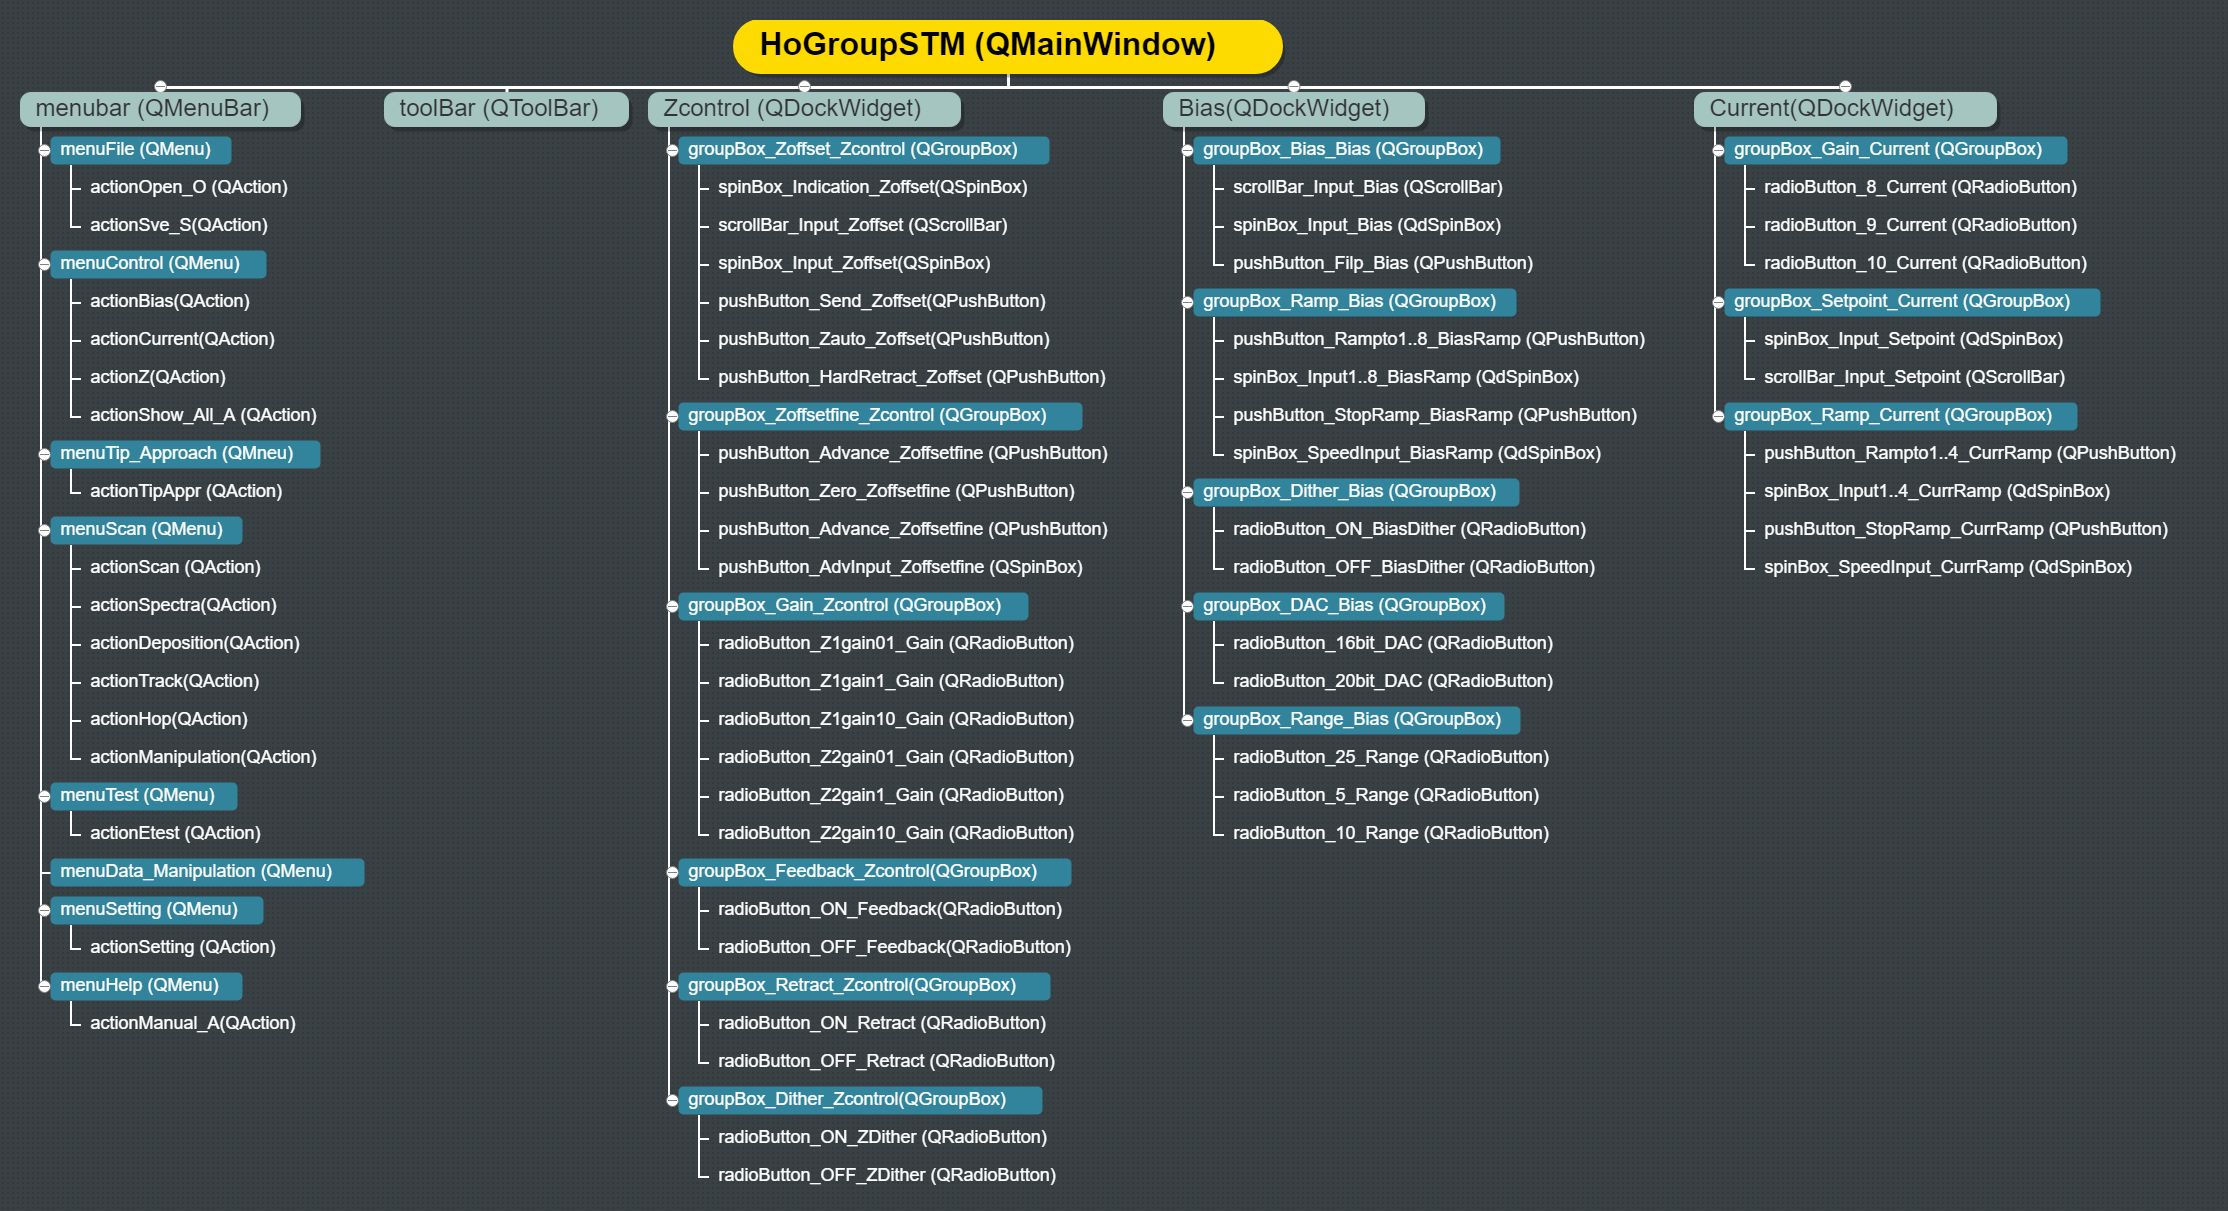 HoGroupSTM (QMainWindow)
menubar (QMenuBar)
menuFile (QMenu)
actionOpen_O (QAction)
actionSve_S(QAction)
menuControl (QMenu)
actionBias(QAction)
actionCurrent(QAction)
actionZ(QAction)
actionShow_All_A (QAction)
menuTip_Approach (QMneu)
actionTipAppr (QAction)
menuScan (QMenu)
actionScan (QAction)
actionSpectra(QAction)
actionDeposition(QAction)
actionTrack(QAction)
actionHop(QAction)
actionManipulation(QAction)
menuTest (QMenu)
actionEtest (QAction)
menuData_Manipulation (QMenu)
menuSetting (QMenu)
actionSetting (QAction)
menuHelp (QMenu)
actionManual_A(QAction)
toolBar (QToolBar)
Zcontrol (QDockWidget)
groupBox_Zoffset_Zcontrol (QGroupBox)
spinBox_Indication_Zoffset(QSpinBox)
scrollBar_Input_Zoffset (QScrollBar)
spinBox_Input_Zoffset(QSpinBox)
pushButton_Send_Zoffset(QPushButton)
pushButton_Zauto_Zoffset(QPushButton)
pushButton_HardRetract_Zoffset (QPushButton)
groupBox_Zoffsetfine_Zcontrol (QGroupBox)
pushButton_Advance_Zoffsetfine (QPushButton)
pushButton_Zero_Zoffsetfine (QPushButton)
pushButton_Advance_Zoffsetfine (QPushButton)
pushButton_AdvInput_Zoffsetfine (QSpinBox)
groupBox_Gain_Zcontrol (QGroupBox)
radioButton_Z1gain01_Gain (QRadioButton)
radioButton_Z1gain1_Gain (QRadioButton)
radioButton_Z1gain10_Gain (QRadioButton)
radioButton_Z2gain01_Gain (QRadioButton)
radioButton_Z2gain1_Gain (QRadioButton)
radioButton_Z2gain10_Gain (QRadioButton)
groupBox_Feedback_Zcontrol(QGroupBox)
radioButton_ON_Feedback(QRadioButton)
radioButton_OFF_Feedback(QRadioButton)
groupBox_Retract_Zcontrol(QGroupBox)
radioButton_ON_Retract (QRadioButton)
radioButton_OFF_Retract (QRadioButton)
groupBox_Dither_Zcontrol(QGroupBox)
radioButton_ON_ZDither (QRadioButton)
radioButton_OFF_ZDither (QRadioButton)
Bias(QDockWidget)
groupBox_Bias_Bias (QGroupBox)
scrollBar_Input_Bias (QScrollBar)
spinBox_Input_Bias (QdSpinBox)
pushButton_Filp_Bias (QPushButton)
groupBox_Ramp_Bias (QGroupBox)
pushButton_Rampto1..8_BiasRamp (QPushButton)
spinBox_Input1..8_BiasRamp (QdSpinBox)
pushButton_StopRamp_BiasRamp (QPushButton)
spinBox_SpeedInput_BiasRamp (QdSpinBox)
groupBox_Dither_Bias (QGroupBox)
radioButton_ON_BiasDither (QRadioButton)
radioButton_OFF_BiasDither (QRadioButton)
groupBox_DAC_Bias (QGroupBox)
radioButton_16bit_DAC (QRadioButton)
radioButton_20bit_DAC (QRadioButton)
groupBox_Range_Bias (QGroupBox)
radioButton_25_Range (QRadioButton)
radioButton_5_Range (QRadioButton)
radioButton_10_Range (QRadioButton)
Current(QDockWidget)
groupBox_Gain_Current (QGroupBox)
radioButton_8_Current (QRadioButton)
radioButton_9_Current (QRadioButton)
radioButton_10_Current (QRadioButton)
groupBox_Setpoint_Current (QGroupBox)
spinBox_Input_Setpoint (QdSpinBox)
scrollBar_Input_Setpoint (QScrollBar)
groupBox_Ramp_Current (QGroupBox)
pushButton_Rampto1..4_CurrRamp (QPushButton)
spinBox_Input1..4_CurrRamp (QdSpinBox)
pushButton_StopRamp_CurrRamp (QPushButton)
spinBox_SpeedInput_CurrRamp (QdSpinBox)